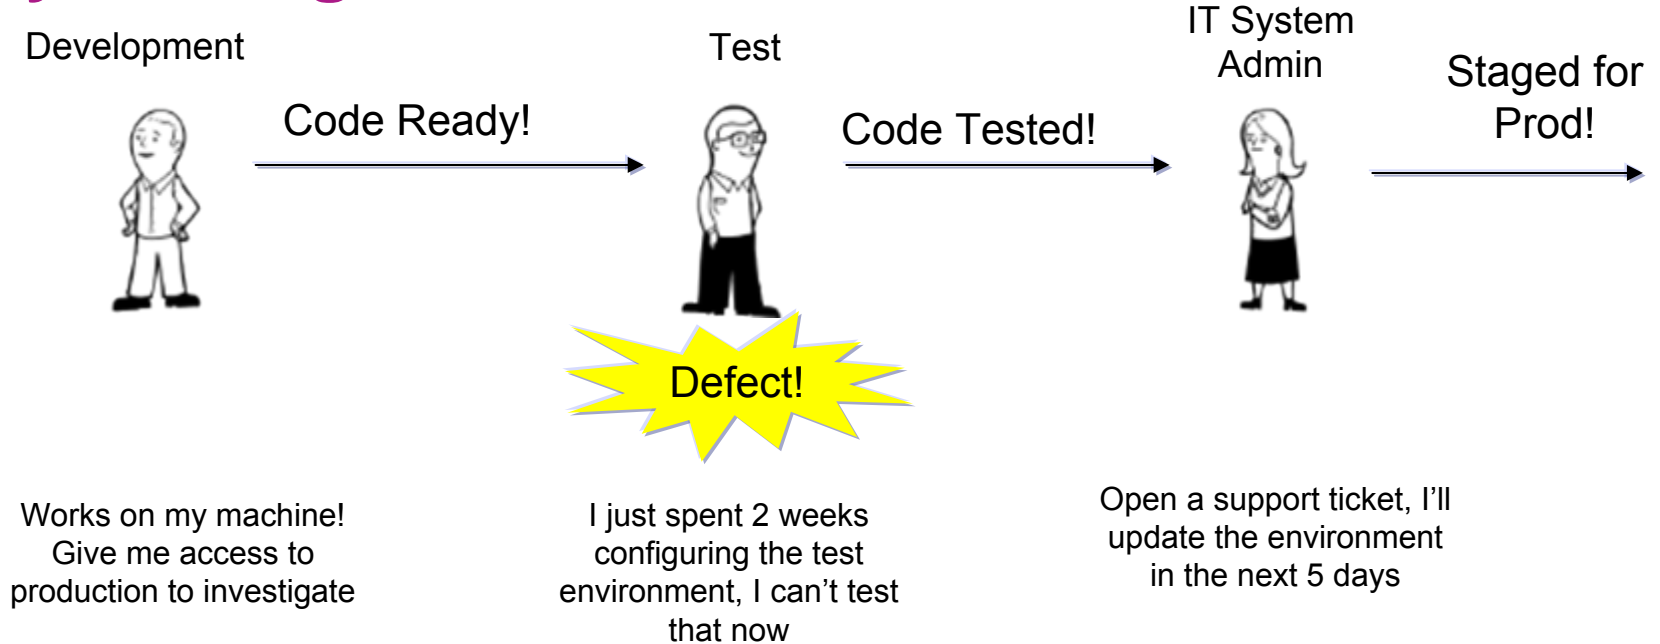 Development
Test
IT System
Admin
Staged for
Prod!
Code Ready!
Code Tested!
Defect!
Works on my machine!
Give me access to
production to investigate
I just spent 2 weeks
configuring the test
environment, I can’t test
that now
Open a support ticket, I’ll
update the environment
in the next 5 days